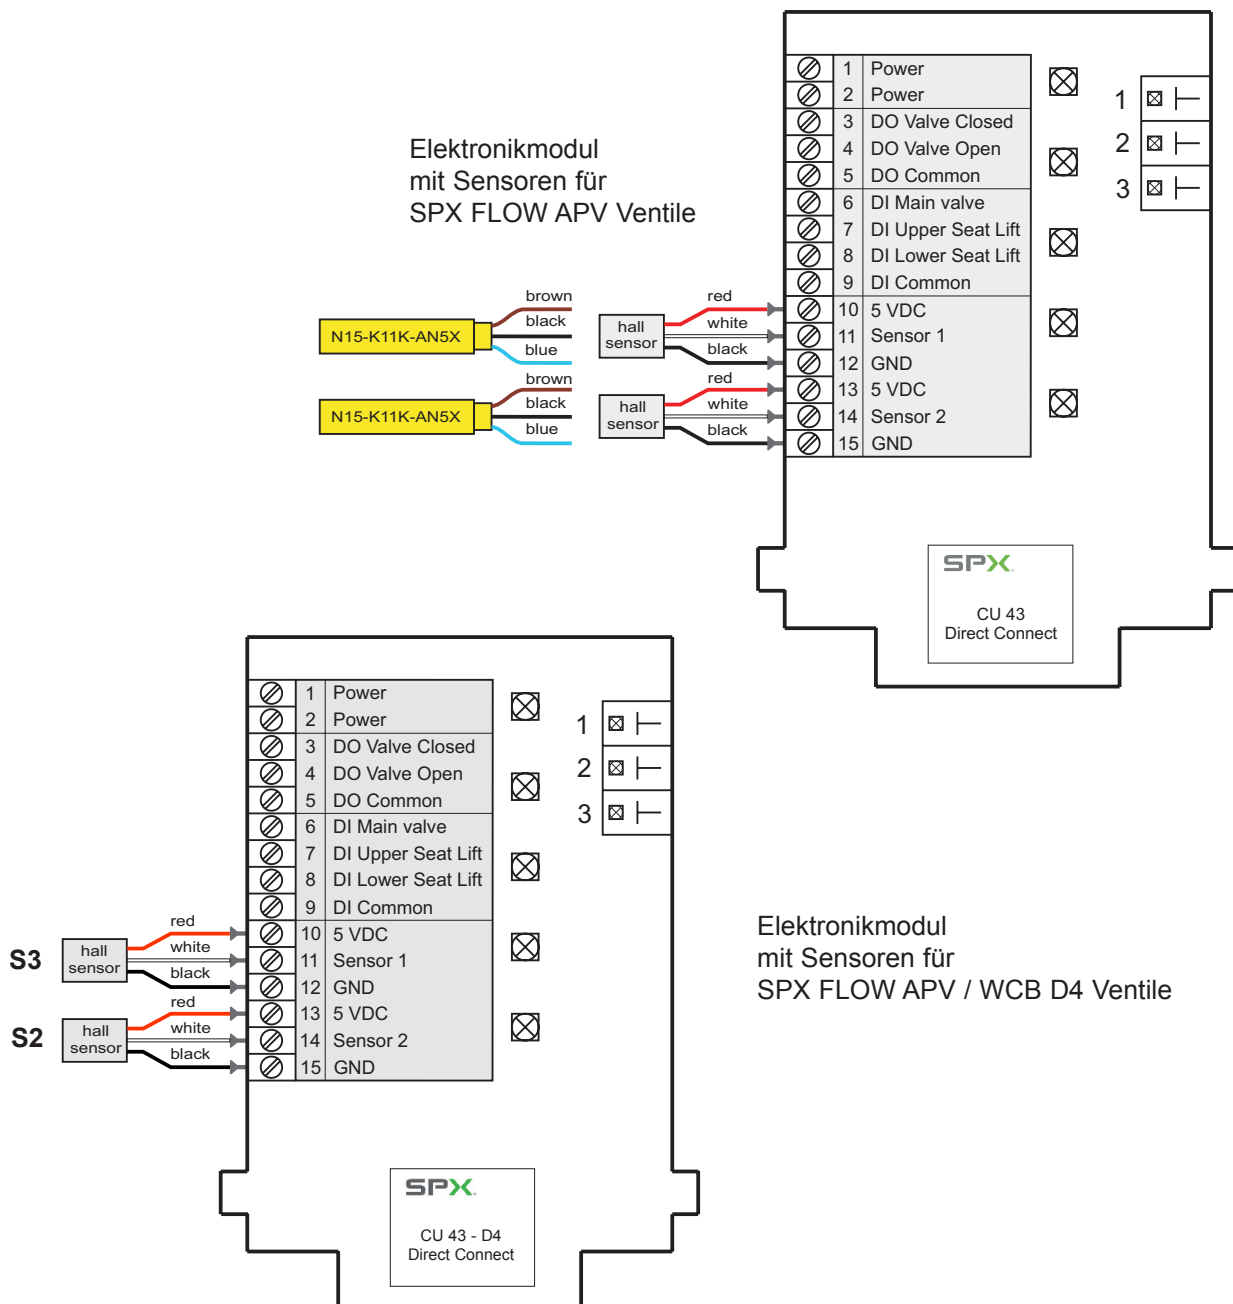 1 Power
2 Power
3 DO Valve Closed
4 DO Valve Open
5 DO Common
6 DI Main valve
7 DI Upper Seat Lift
8 DI Lower Seat Lift
9 DI Common
10 5 VDC
11 Sensor 1
12 GND
13 5 VDC
14 Sensor 2
15 GND
1
2
3
Elektronikmodul
mit Sensoren für
SPX FLOW APV Ventile
N15-K11K-AN5X
brown
black
blue
hall
sensor
red
white
black
N15-K11K-AN5X
brown
black
blue
hall
sensor
red
white
black
SPX
CU 43
Direct Connect
1 Power
2 Power
3 DO Valve Closed
4 DO Valve Open
5 DO Common
6 DI Main valve
7 DI Upper Seat Lift
8 DI Lower Seat Lift
9 DI Common
10 5 VDC
11 Sensor 1
12 GND
13 5 VDC
14 Sensor 2
15 GND
1
2
3
S3
hall
sensor
red
white
black
S2
hall
sensor
red
white
black
Elektronikmodul
mit Sensoren für
SPX FLOW APV / WCB D4 Ventile
SPX
CU 43 - D4
Direct Connect